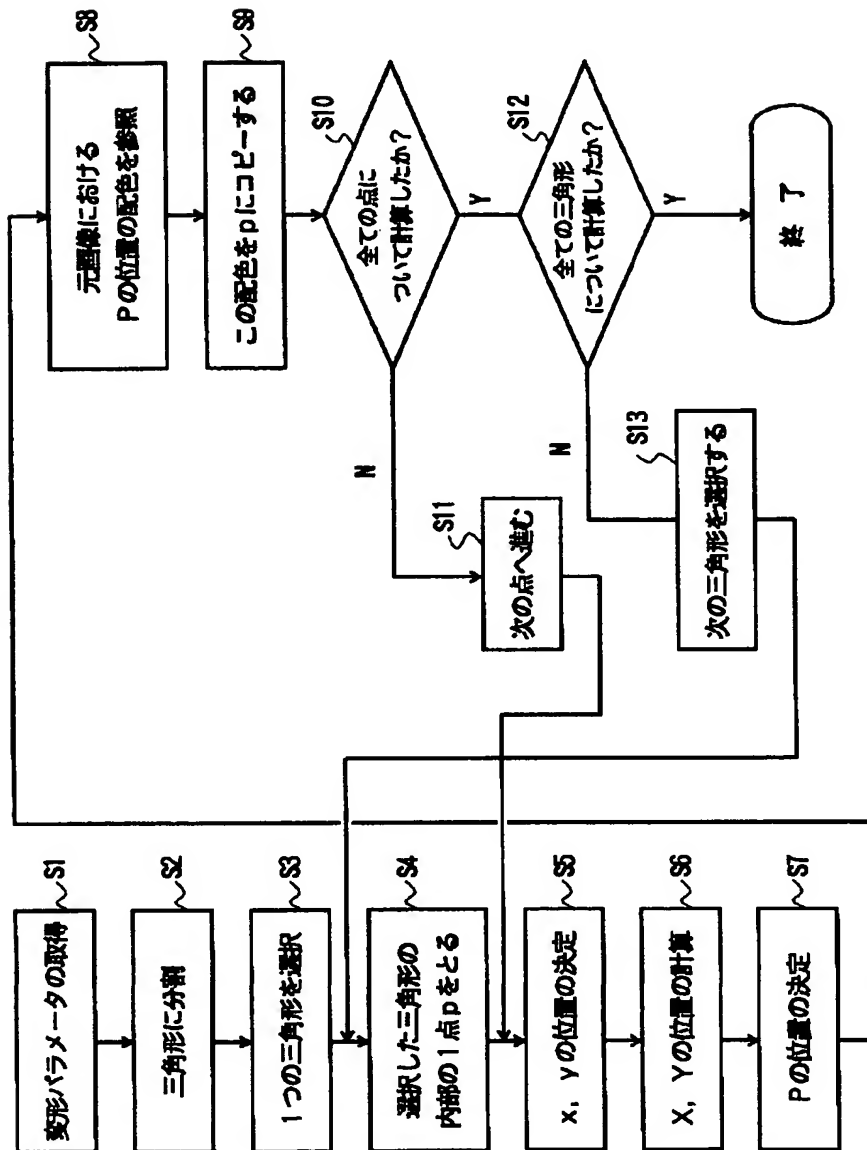 変形パラメータの取得
S1
三角形に分割
S2
1つの三角形を選択
S3
選択した三角形の
内部の1点pをとる
S4
x, yの位置の決定
S5
X, Yの位置の計算
S6
Pの位置の決定
S7
元画像における
Pの位置の配色を参照
S8
この配色をpにコピーする
S9
全ての点に
ついて計算したか?
S10
N
Y
次の点へ進む
S11
全ての三角形
について計算したか?
S12
N
Y
次の三角形を選択する
S13
終 了